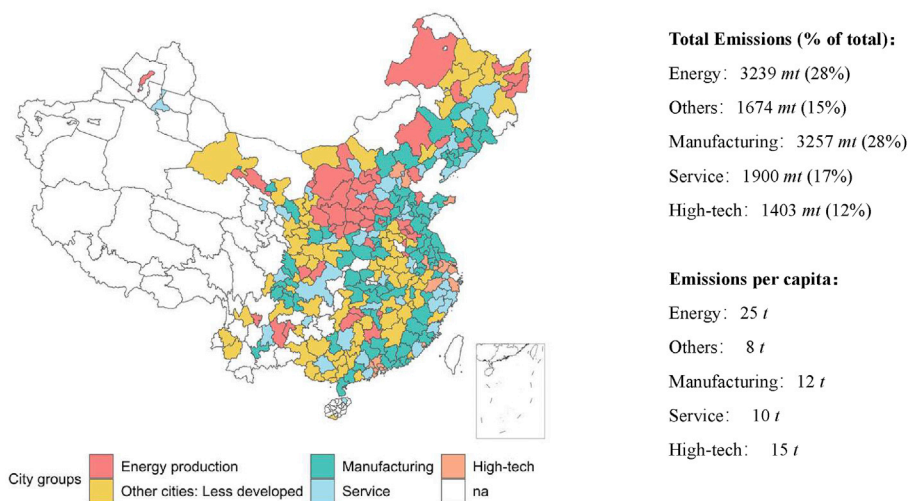 Total Emissions (% of total):
Energy: 3239 mt (28%)
Others: 1674 mt (15%)
Manufacturing: 3257 mt (28%)
Service: 1900 mt (17%)
High-tech: 1403 mt (12%)
Emissions per capita:
Energy: 25 t
Others: 8 t
Manufacturing: 12 t
Service: 10 t
High-tech: 15 t
City groups
Energy production
Manufacturing
High-tech
Other cities: Less developed
Service
na